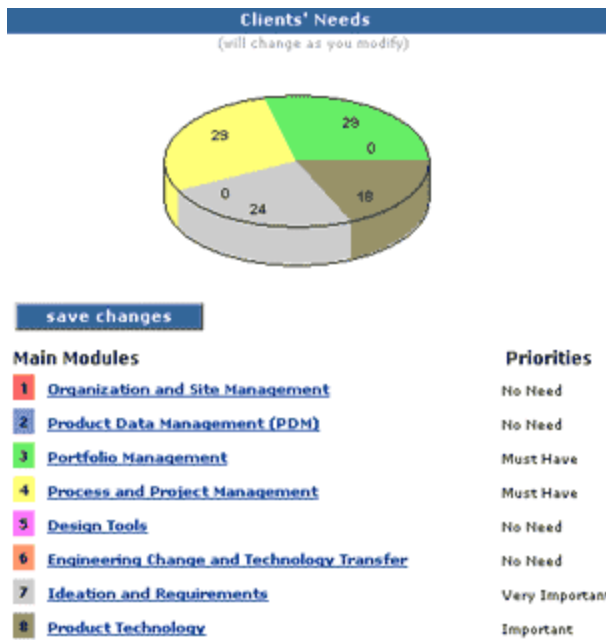 Clients' Needs
(will change as you modify)
29
29
0
0
24
18
save changes
Main Modules Priorities
1 Organization and Site Management No Need
2 Product Data Management (PDM) No Need
3 Portfolio Management Must Have
4 Process and Project Management Must Have
5 Design Tools No Need
6 Engineering Change and Technology Transfer No Need
7 Ideation and Requirements Very Important
8 Product Technology Important